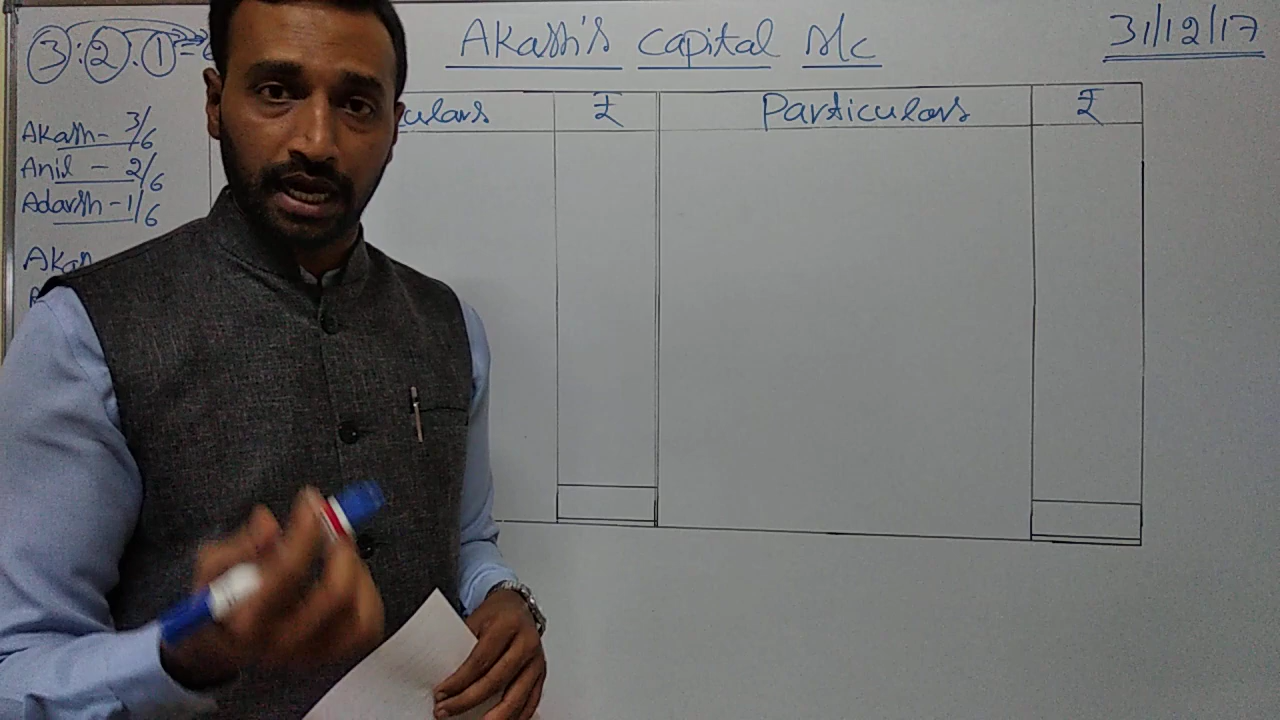 3:2:1=
Akash's Capital A/c
31/12/17
culars ₹ Particulars ₹
Akash- 3/6
Anil - 2/6
Adarsh -1/6
Akas